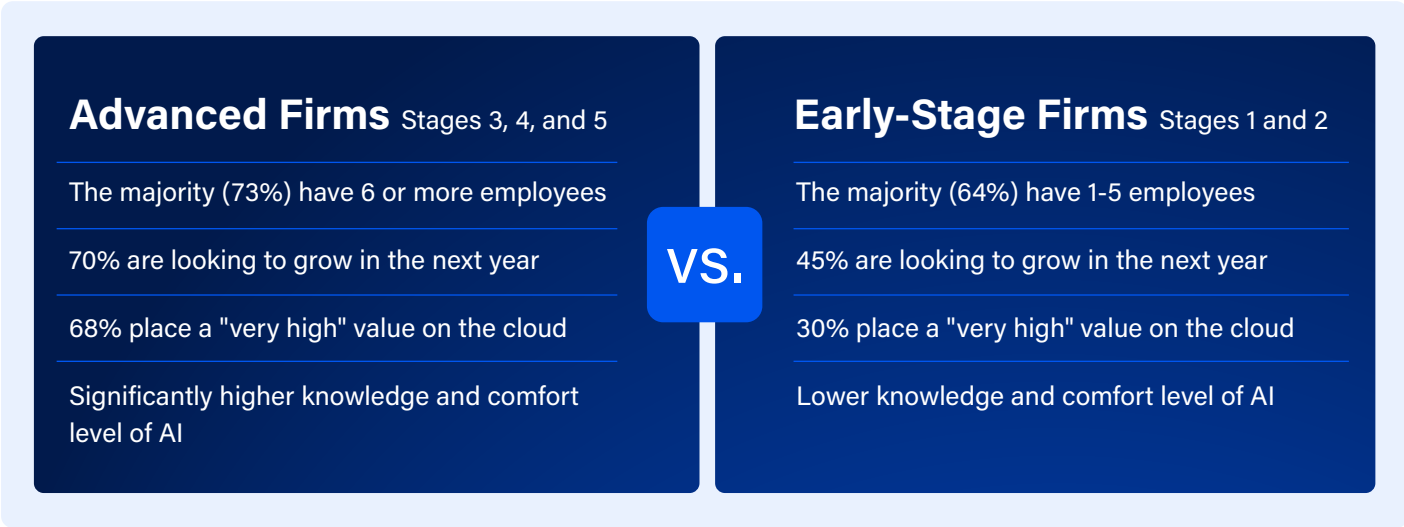 Advanced Firms Stages 3, 4, and 5
The majority (73%) have 6 or more employees
70% are looking to grow in the next year
68% place a "very high" value on the cloud
Significantly higher knowledge and comfort
level of AI
vs.
Early-Stage Firms Stages 1 and 2
The majority (64%) have 1-5 employees
45% are looking to grow in the next year
30% place a "very high" value on the cloud
Lower knowledge and comfort level of AI